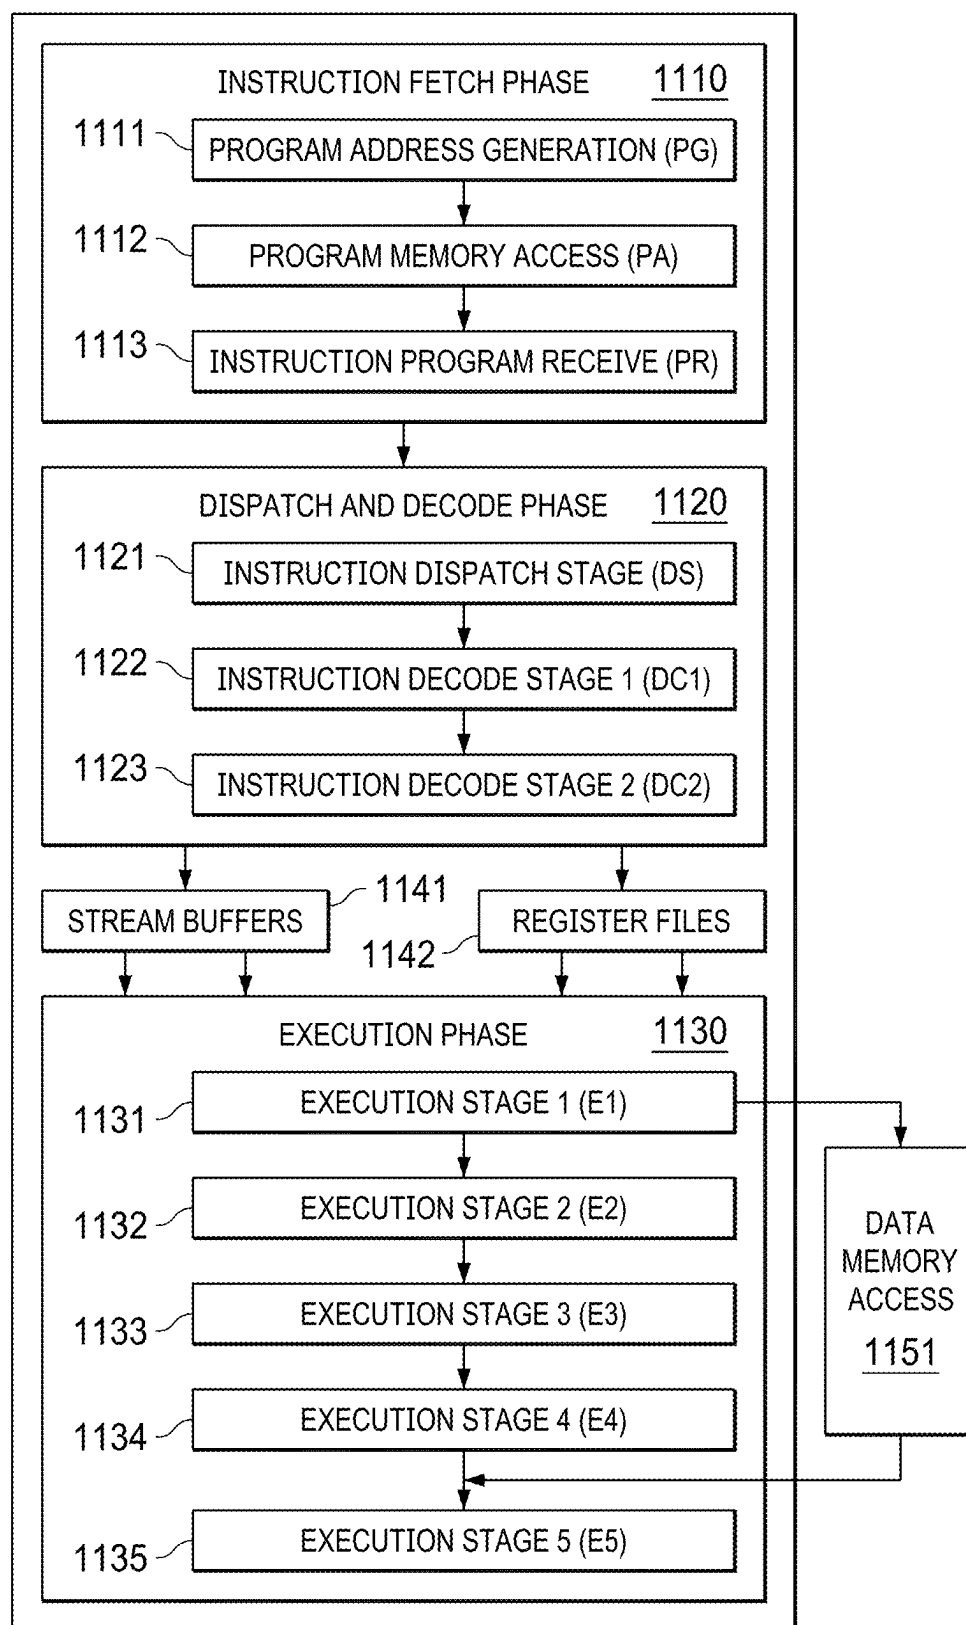 INSTRUCTION FETCH PHASE 1110
1111 PROGRAM ADDRESS GENERATION (PG)
1112 PROGRAM MEMORY ACCESS (PA)
1113 INSTRUCTION PROGRAM RECEIVE (PR)
DISPATCH AND DECODE PHASE 1120
1121 INSTRUCTION DISPATCH STAGE (DS)
1122 INSTRUCTION DECODE STAGE 1 (DC1)
1123 INSTRUCTION DECODE STAGE 2 (DC2)
STREAM BUFFERS 1141
1142 REGISTER FILES
EXECUTION PHASE 1130
1131 EXECUTION STAGE 1 (E1)
1132 EXECUTION STAGE 2 (E2)
1133 EXECUTION STAGE 3 (E3)
1134 EXECUTION STAGE 4 (E4)
1135 EXECUTION STAGE 5 (E5)
DATA
MEMORY
ACCESS
1151